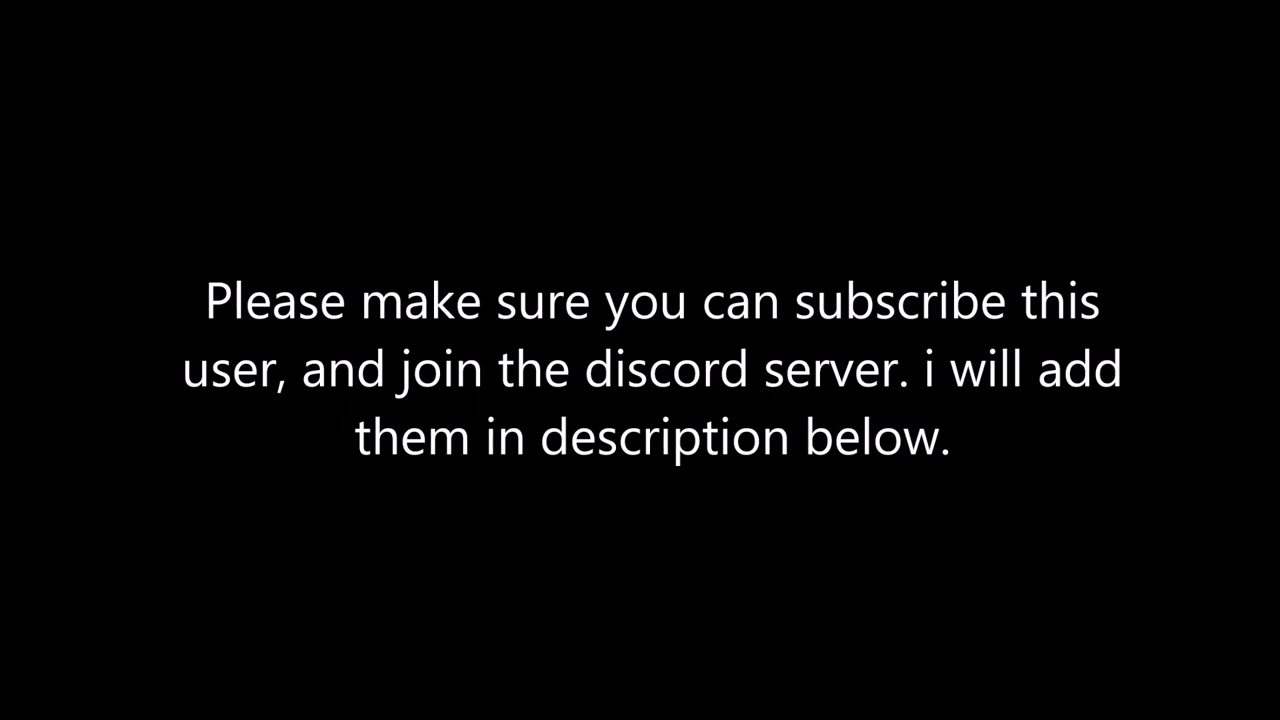 Please make sure you can subscribe this
user, and join the discord server. i will add
them in description below.